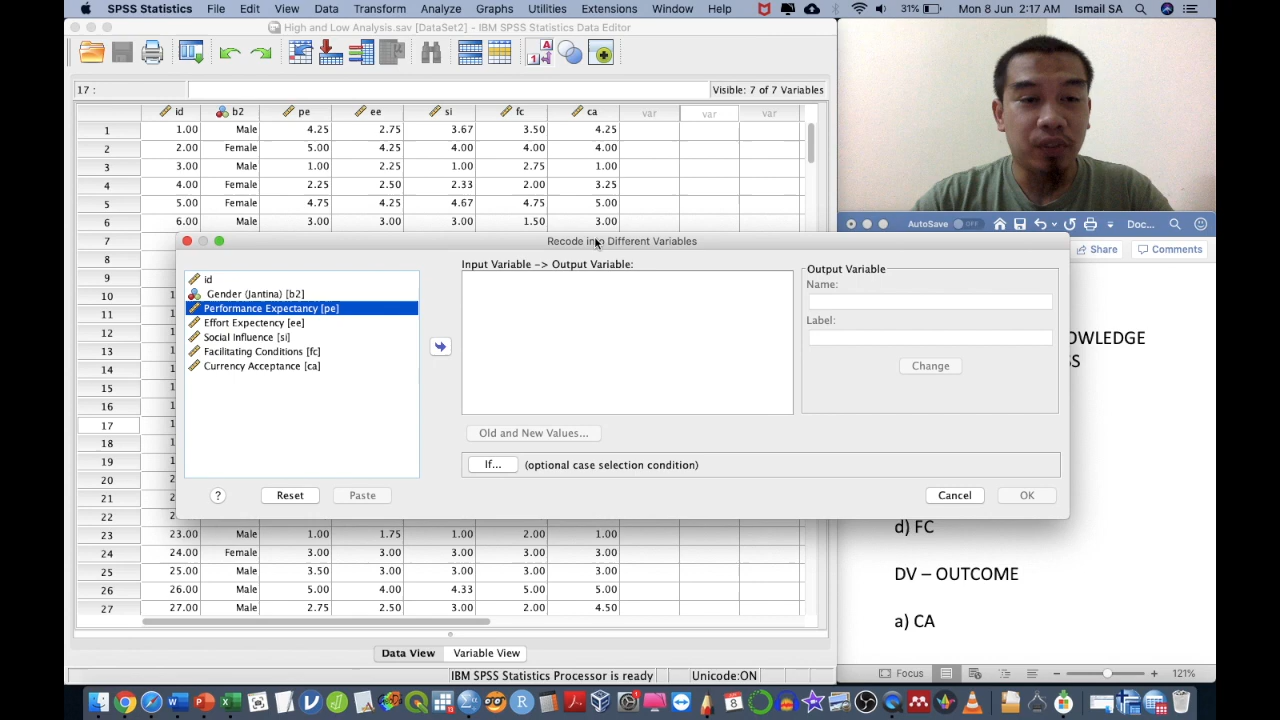 SPSS Statistics File Edit View Data Transform Analyze Graphs Utilities Extensions Window Help 31% Mon 8 Jun 2:17 AM Ismail SA
High and Low Analysis.sav [DataSet2] - IBM SPSS Statistics Data Editor
17 : Visible: 7 of 7 Variables
id b2 pe ee si fc ca var var var
1 1.00 Male 4.25 2.75 3.67 3.50 4.25
2 2.00 Female 5.00 4.25 4.00 4.00 4.00
3 3.00 Male 1.00 2.25 1.00 2.75 1.00
4 4.00 Female 2.25 2.50 2.33 2.00 3.25
5 5.00 Male 4.75 4.25 4.67 4.75 5.00
6 6.00 Male 3.00 3.00 3.00 1.50 3.00
7
8
9
10
11
12
13
14
15
16
17
18
19
20
21
22
Recode into Different Variables
id
Gender (Jantina) [b2]
Performance Expectancy [pe]
Effort Expectency [ee]
Social Influence [si]
Facilitating Conditions [fc]
Currency Acceptance [ca]
Input Variable -> Output Variable:
Output Variable
Name:
Label:
Change
Old and New Values...
If... (optional case selection condition)
? Reset Paste Cancel OK
23 23.00 Male 1.00 1.75 1.00 2.00 1.00
24 24.00 Female 3.00 3.00 3.00 3.00 3.00
25 25.00 Male 3.50 3.00 3.00 3.00 3.00
26 26.00 Male 5.00 4.00 4.33 5.00 5.00
27 27.00 Male 2.75 2.50 3.00 2.00 4.50
Data View Variable View
IBM SPSS Statistics Processor is ready Unicode:ON
AutoSave OFF Doc...
Share Comments
OWLEDGE
d) FC
DV – OUTCOME
a) CA
Focus 121%